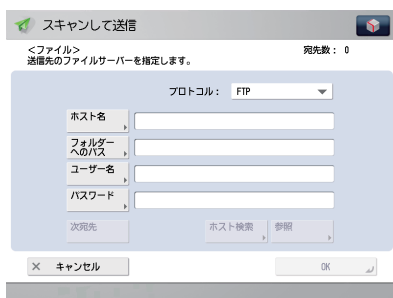 スキャンして送信
<ファイル>
送信先のファイルサーバーを指定します。
宛先数: 0
プロトコル: FTP
ホスト名
フォルダー
へのパス
ユーザー名
パスワード
次宛先
ホスト検索
参照
× キャンセル
OK